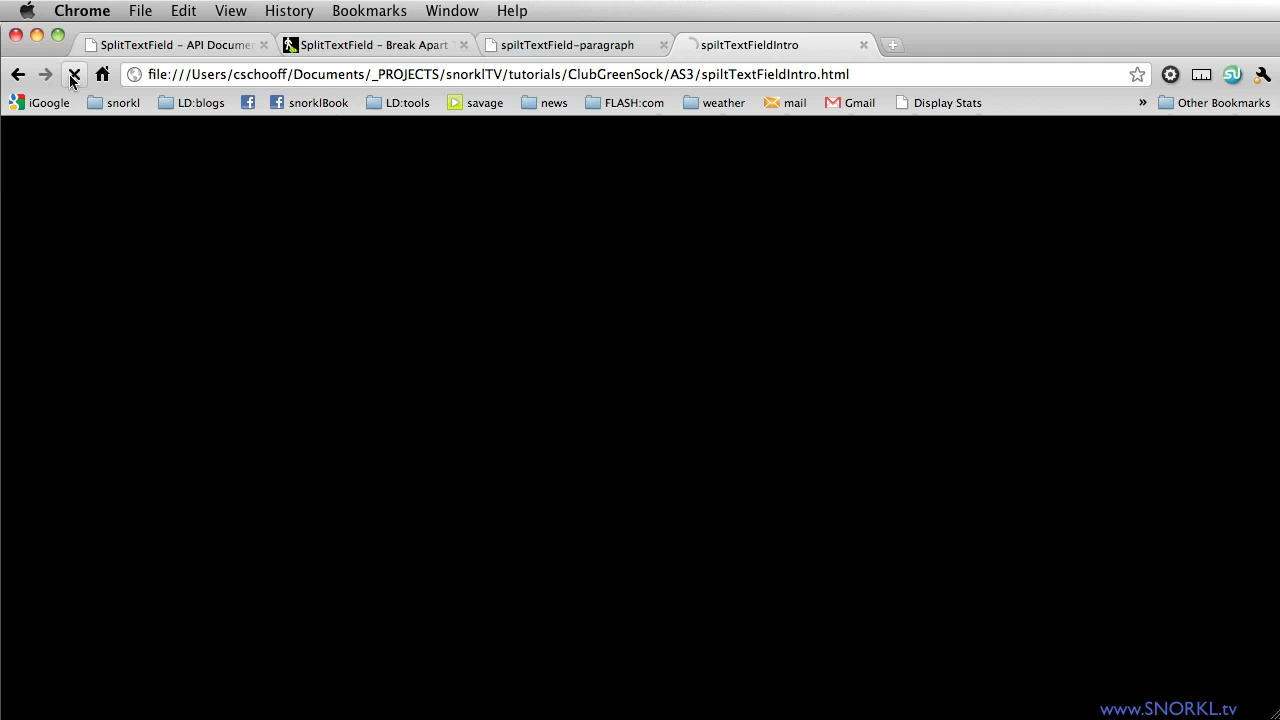 Chrome File Edit View History Bookmarks Window Help
SplitTextField – API Documen SplitTextField – Break Apart T spiltTextField-paragraph spiltTextFieldIntro
file:///Users/cschooff/Documents/_PROJECTS/snorklTV/tutorials/ClubGreenSock/AS3/spiltTextFieldIntro.html
iGoogle snorkl LD:blogs snorklBook LD:tools +avage news FLASH:com weather mail Gmail Display Stats » Other Bookmarks
www.SNORKL.tv